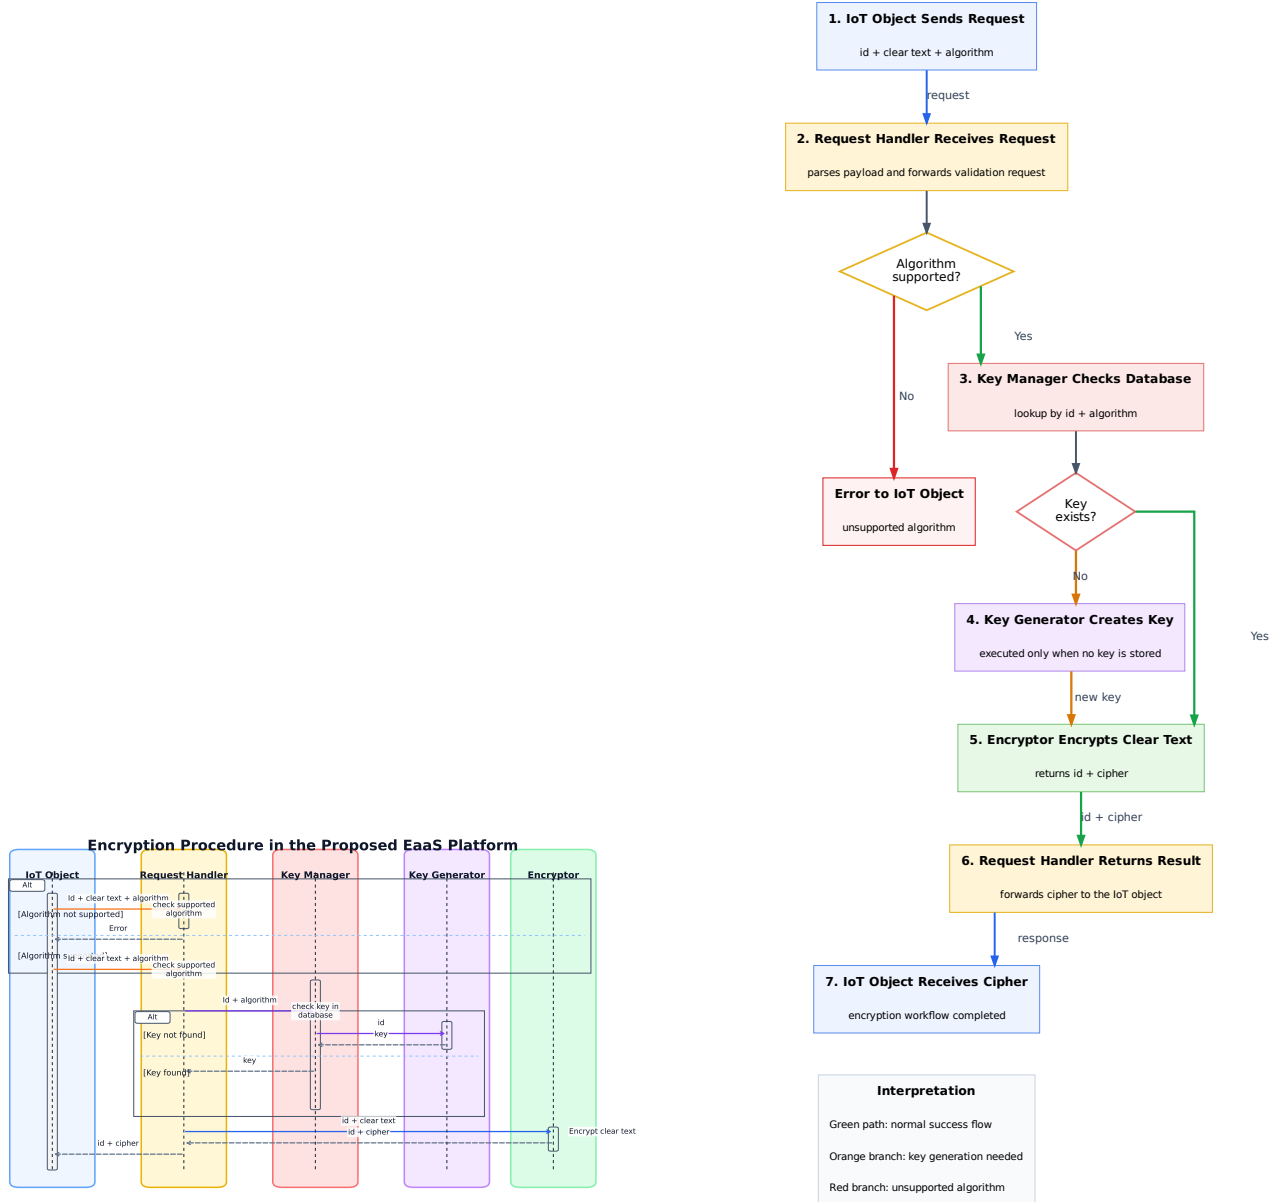 1. IoT Object Sends Request
id + clear text + algorithm
request
2. Request Handler Receives Request
parses payload and forwards validation request
Algorithm
supported?
Yes
No
3. Key Manager Checks Database
lookup by id + algorithm
Error to IoT Object
unsupported algorithm
Key
exists?
No
Yes
4. Key Generator Creates Key
executed only when no key is stored
new key
5. Encryptor Encrypts Clear Text
returns id + cipher
id + cipher
6. Request Handler Returns Result
forwards cipher to the IoT object
response
7. IoT Object Receives Cipher
encryption workflow completed
Interpretation
Green path: normal success flow
Orange branch: key generation needed
Red branch: unsupported algorithm
Encryption Procedure in the Proposed EaaS Platform
IoT Object
Request Handler
Key Manager
Key Generator
Encryptor
Alt
Id + clear text + algorithm
check supported
algorithm
[Algorithm not supported]
Error
[Algorithm
Id + clear text + algorithm
check supported
algorithm
Id + algorithm
check key in
database
Alt
id
[Key not found]
key
key
[Key found]
id + clear text
id + cipher
Encrypt clear text
id + cipher